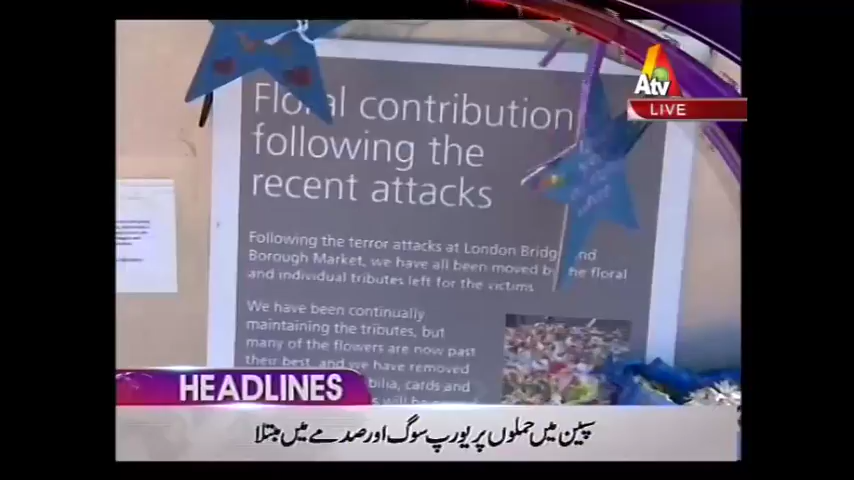 Atv
LIVE
Floral contribution
following the
recent attacks
Following the terror attacks at London Bridge and
Borough Market, we have all been moved by the floral
and individual tributes left for the victims
We have been continually
maintaining the tributes, but
many of the flowers are now past
their best, and we have removed
bilia, cards and
s will be
HEADLINES
سپین میں حملوں پر یورپ سوگ اور صدمے میں مبتلا